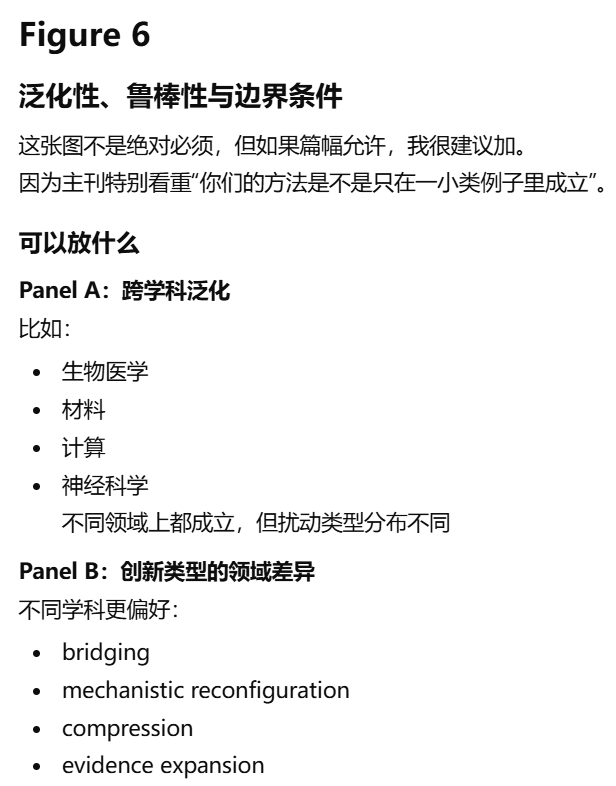 Figure 6
泛化性、鲁棒性与边界条件
这张图不是绝对必须，但如果篇幅允许，我很建议加。
因为主刊特别看重“你们的方法是不是只在一小类例子里成立”。
可以放什么
Panel A：跨学科泛化
比如：
• 生物医学
• 材料
• 计算
• 神经科学
不同领域上都成立，但扰动类型分布不同
Panel B：创新类型的领域差异
不同学科更偏好：
• bridging
• mechanistic reconfiguration
• compression
• evidence expansion